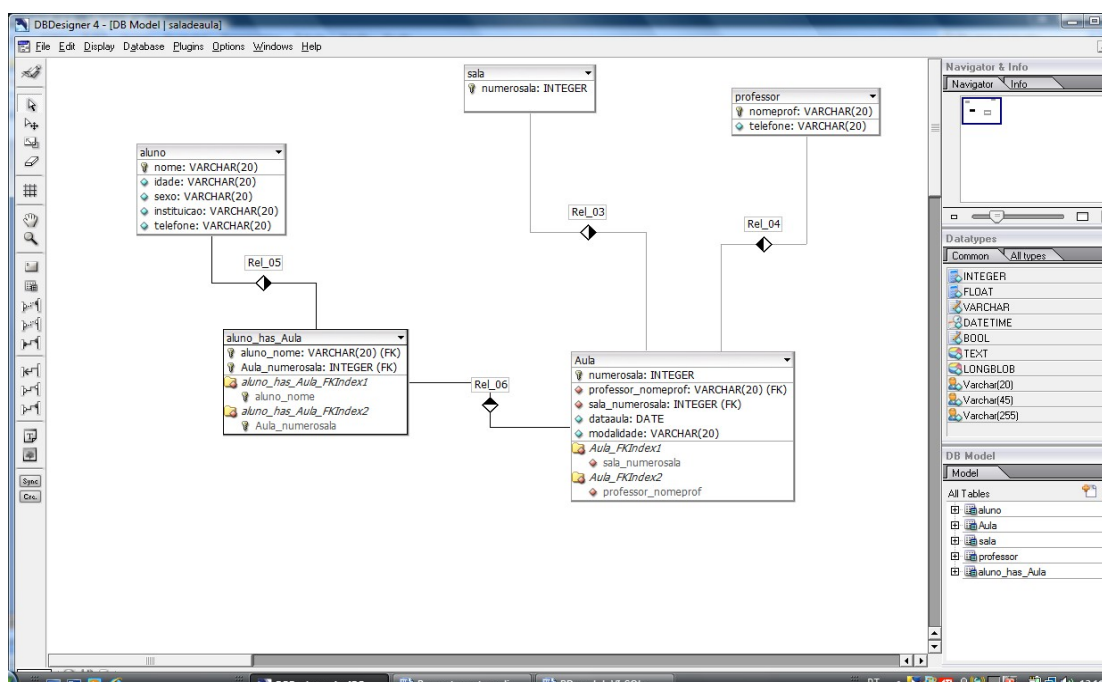 DBDesigner 4 - [DB Model | saladeaula]
File Edit Display Database Plugins Options Windows Help
sala
numerosala: INTEGER
professor
nomeprof: VARCHAR(20)
telefone: VARCHAR(20)
aluno
nome: VARCHAR(20)
idade: VARCHAR(20)
sexo: VARCHAR(20)
instituicao: VARCHAR(20)
telefone: VARCHAR(20)
Rel_03
Rel_04
Rel_05
aluno_has_Aula
aluno_nome: VARCHAR(20) (FK)
Aula_numerosala: INTEGER (FK)
aluno_has_Aula_FKIndex1
aluno_nome
aluno_has_Aula_FKIndex2
Aula_numerosala
Rel_06
Aula
numerosala: INTEGER
professor_nomeprof: VARCHAR(20) (FK)
sala_numerosala: INTEGER (FK)
dataaula: DATE
modalidade: VARCHAR(20)
Aula_FKIndex1
sala_numerosala
Aula_FKIndex2
professor_nomeprof
Sync
Navigator & Info
Navigator Info
Datatypes
Common All types
INTEGER
FLOAT
VARCHAR
DATETIME
BOOL
TEXT
LONGBLOB
Varchar(20)
Varchar(45)
Varchar(255)
DB Model
Model
All Tables
aluno
Aula
sala
professor
aluno_has_Aula
PT